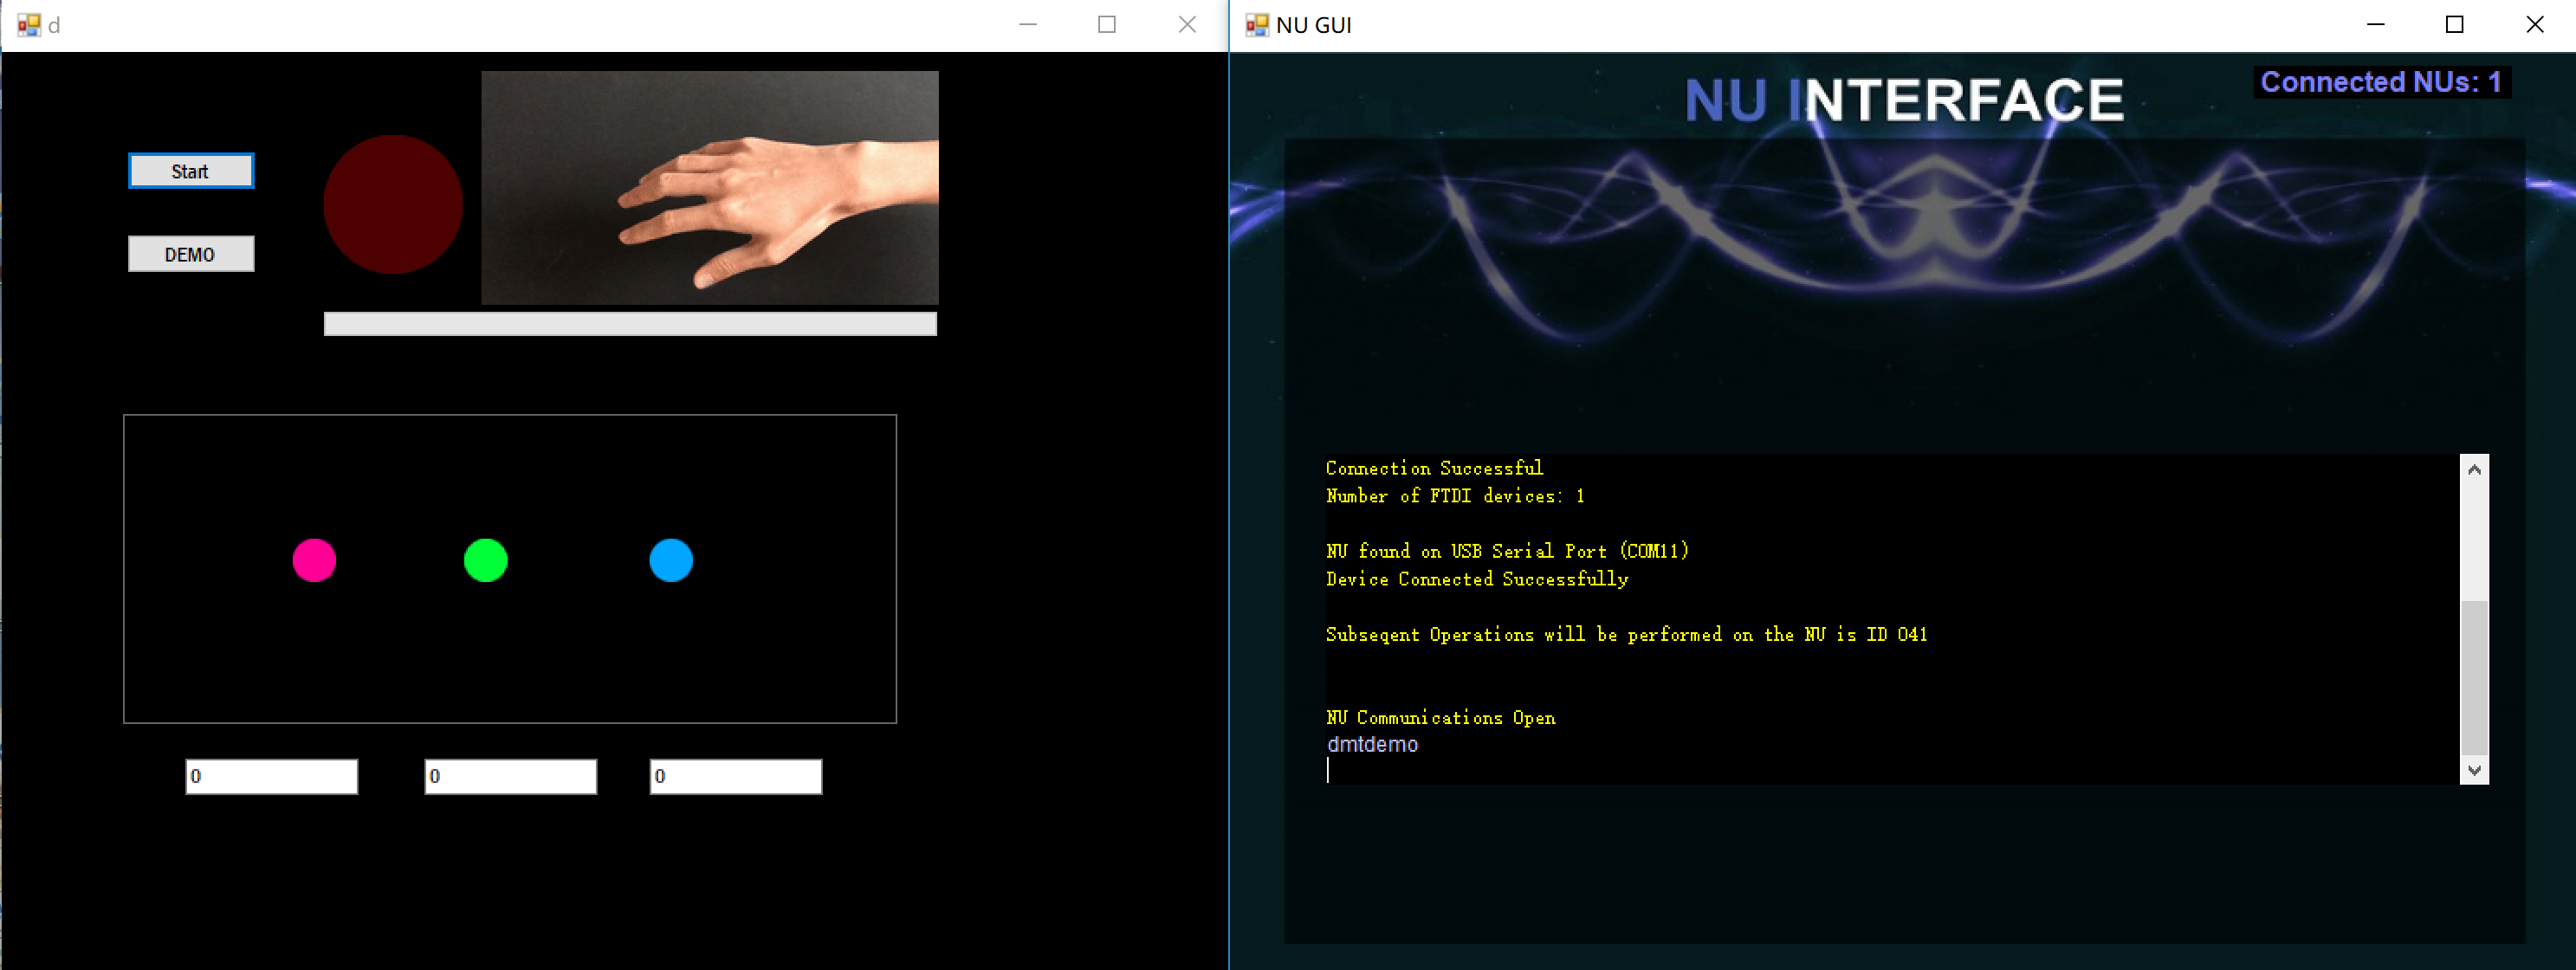 d
Start
DEMO
0
0
0
NU GUI
NU INTERFACE
Connected NUs: 1
Connection Successful
Number of FTDI devices: 1
NU found on USB Serial Port (COM11)
Device Connected Successfully
Subseqent Operations will be performed on the NU is ID 041
NU Communications Open
dmtdemo